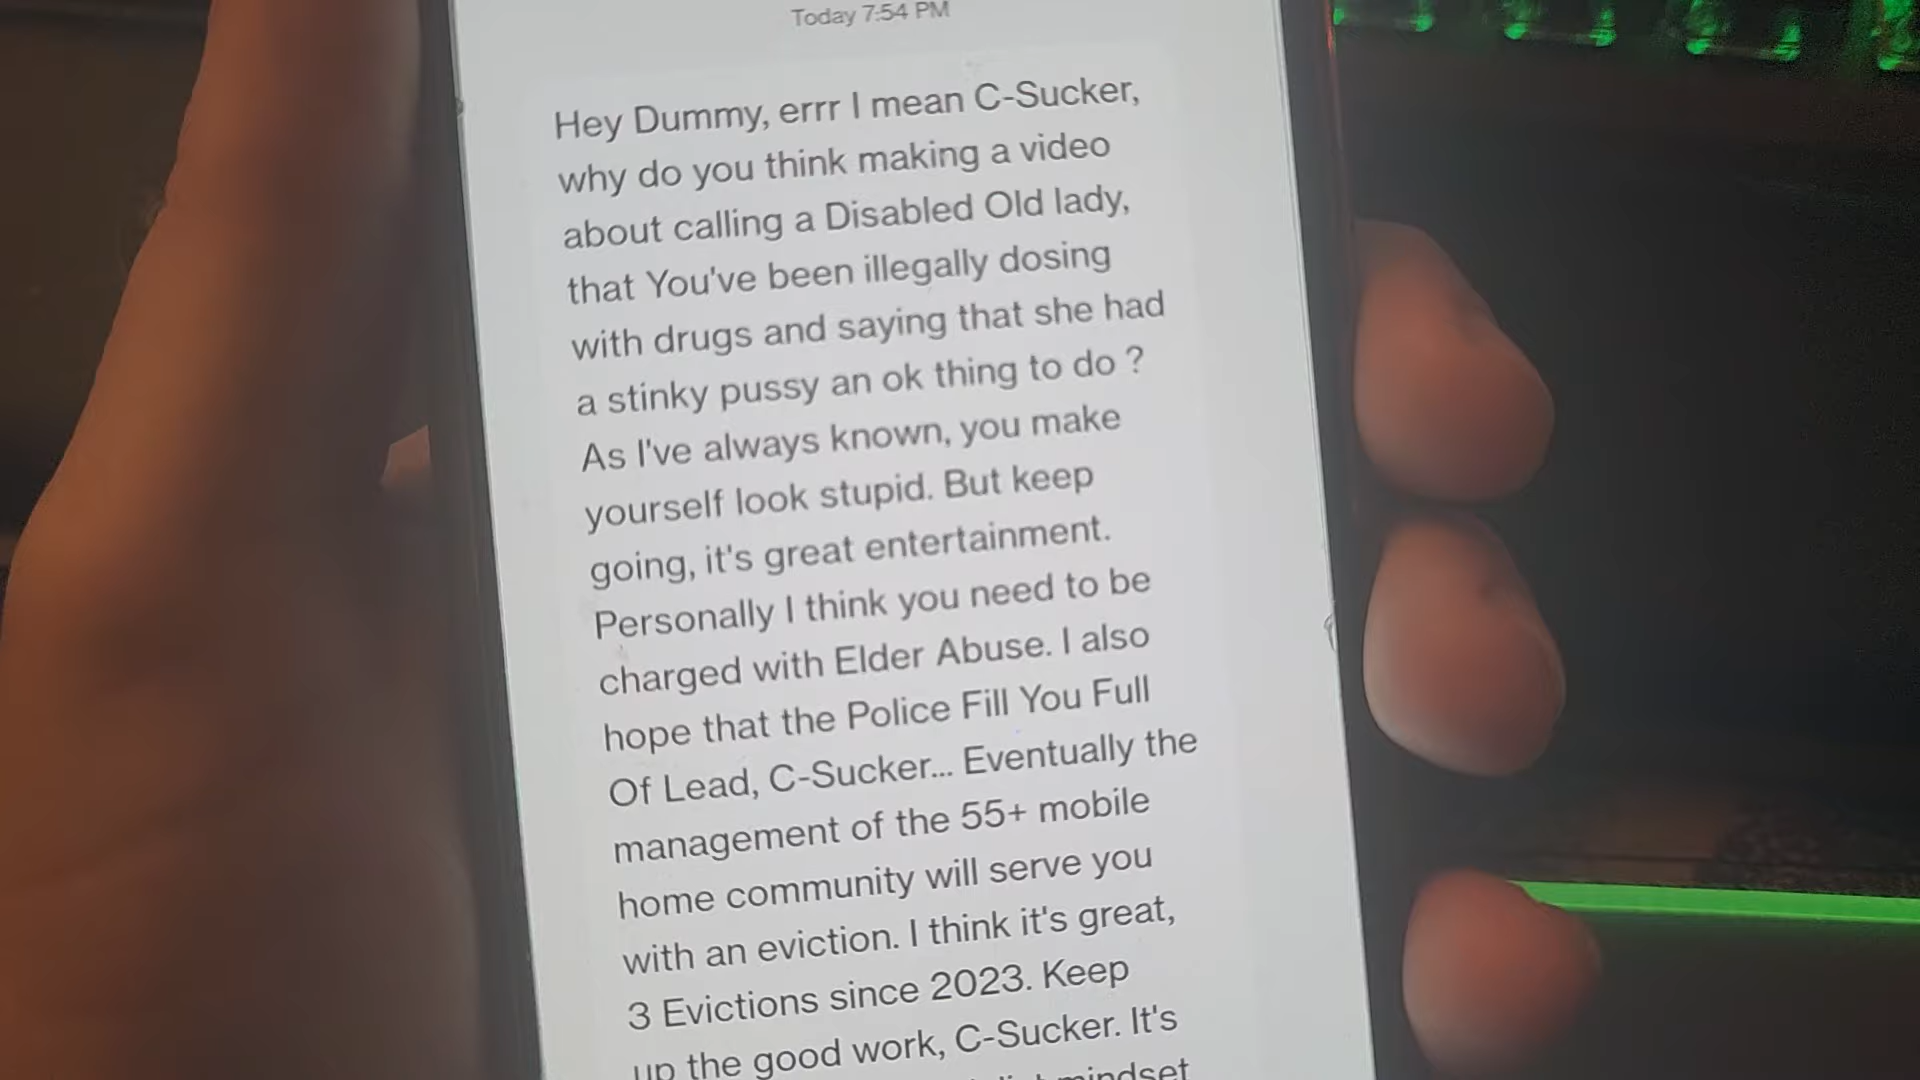 Today 7:54 PM
Hey Dummy, errr I mean C-Sucker,
why do you think making a video
about calling a Disabled Old lady,
that You've been illegally dosing
with drugs and saying that she had
a stinky pussy an ok thing to do ?
As I've always known, you make
yourself look stupid. But keep
going, it's great entertainment.
Personally I think you need to be
charged with Elder Abuse. I also
hope that the Police Fill You Full
Of Lead, C-Sucker... Eventually the
management of the 55+ mobile
home community will serve you
with an eviction. I think it's great,
3 Evictions since 2023. Keep
up the good work, C-Sucker. It's
mindset